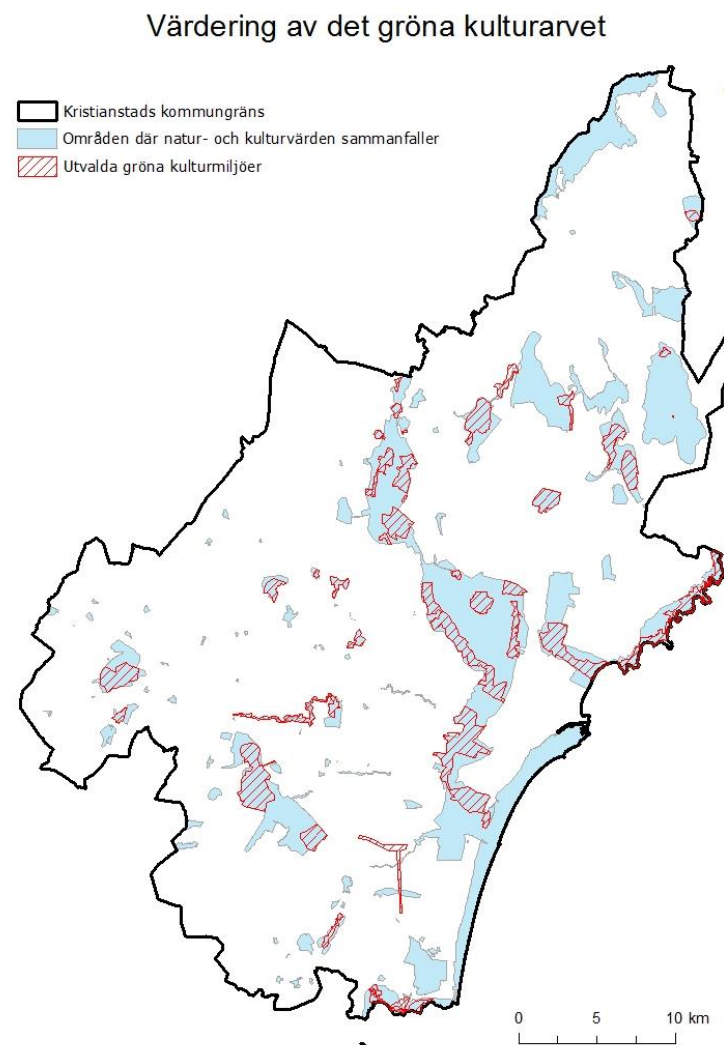 Värdering av det gröna kulturarvet
Kristianstads kommungräns
Områden där natur- och kulturvärden sammanfaller
Utvalda gröna kulturmiljöer
0 5 10 km